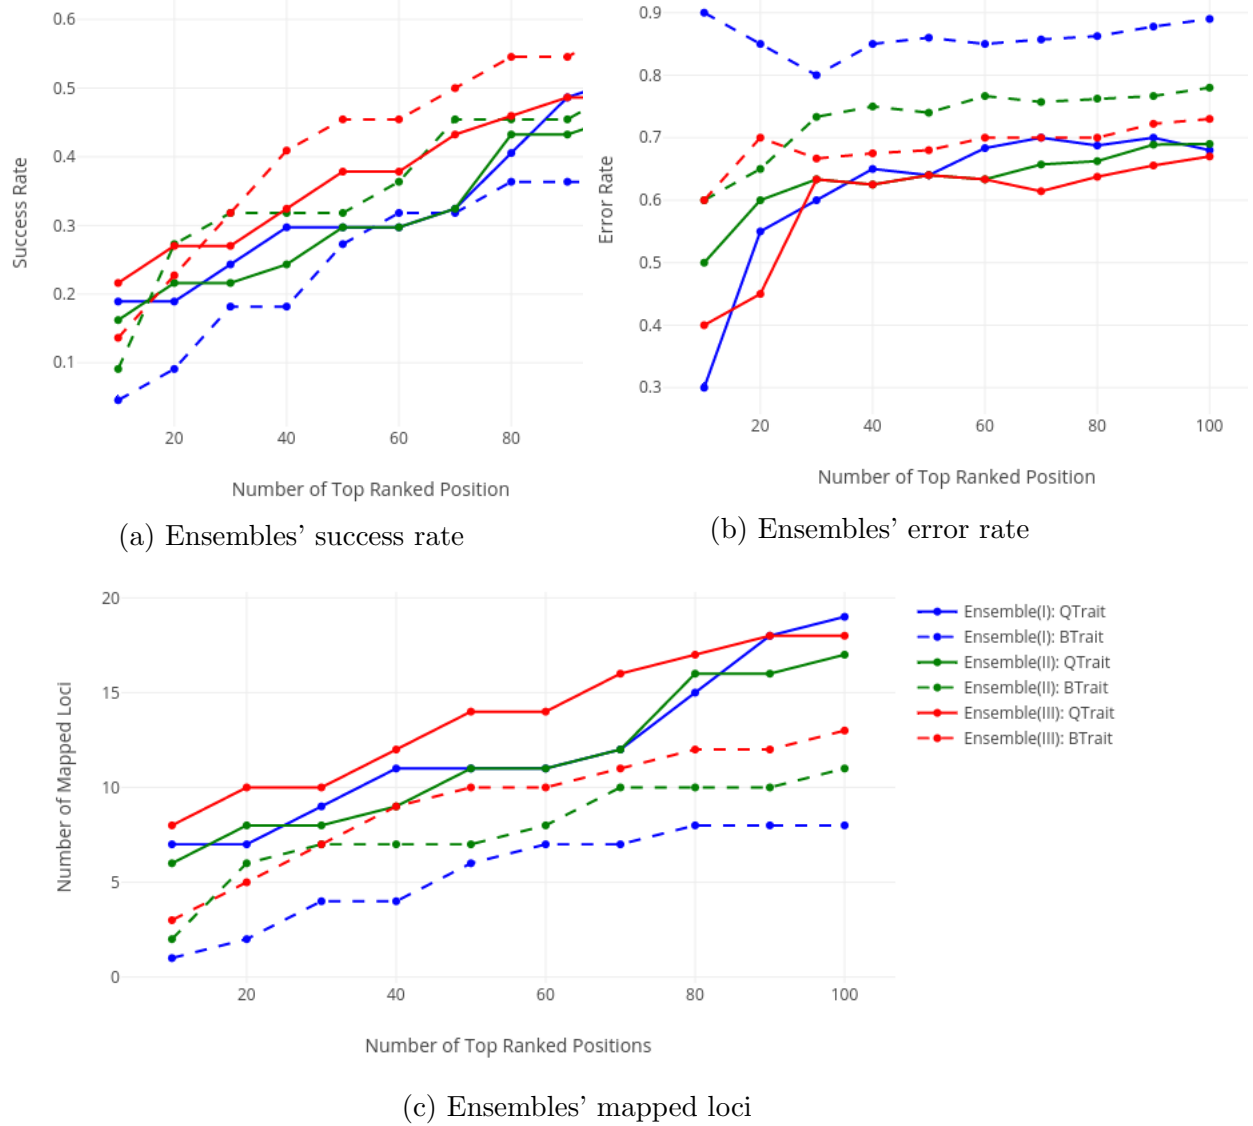 0.6
0.5
0.4
0.3
0.2
0.1
Success Rate
20 40 60 80
Number of Top Ranked Position
(a) Ensembles' success rate
0.9
0.8
0.7
0.6
0.5
0.4
0.3
Error Rate
20 40 60 80 100
Number of Top Ranked Position
(b) Ensembles' error rate
20
15
10
5
0
Number of Mapped Loci
20 40 60 80 100
Number of Top Ranked Positions
Ensemble(I): QTrait
Ensemble(I): BTrait
Ensemble(II): QTrait
Ensemble(II): BTrait
Ensemble(III): QTrait
Ensemble(III): BTrait
(c) Ensembles' mapped loci